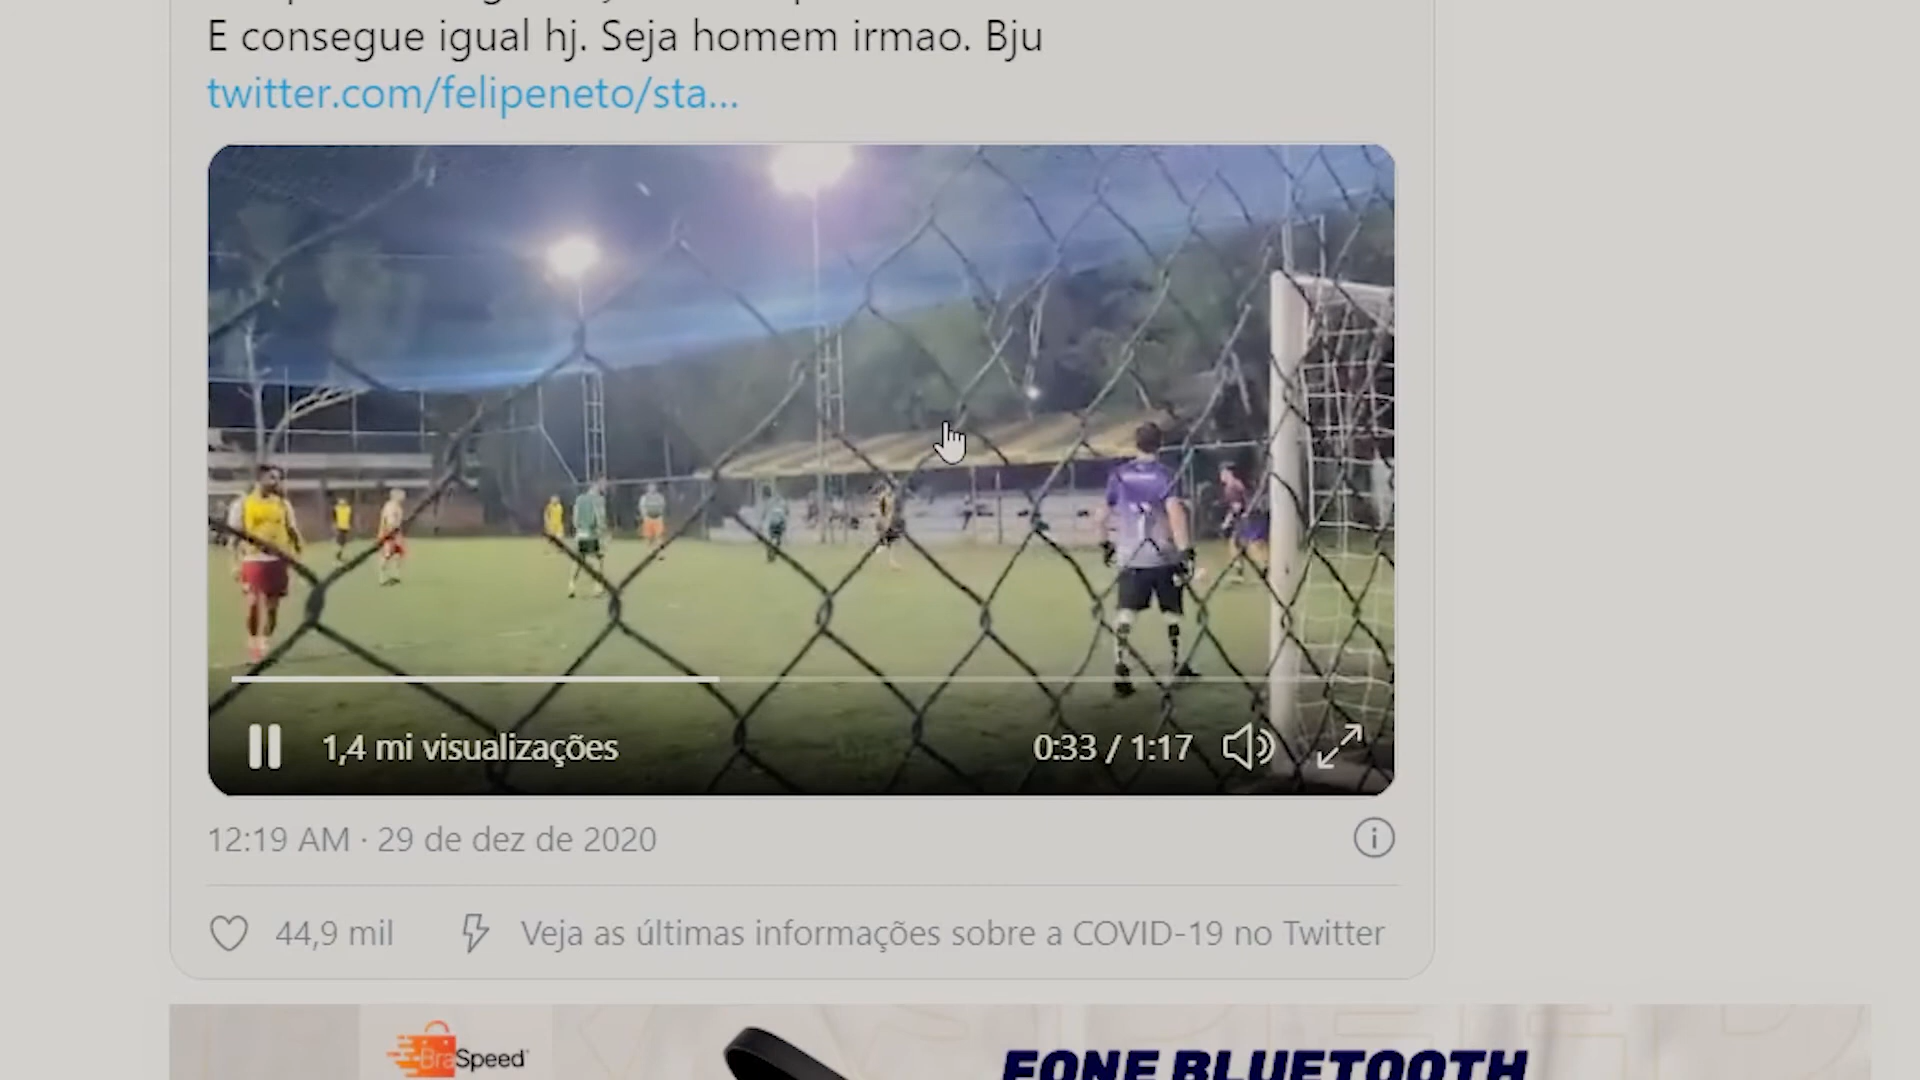 E consegue igual hj. Seja homem irmao. Bju
twitter.com/felipeneto/sta...
1,4 mi visualizações
0:33 / 1:17
12:19 AM · 29 de dez de 2020
44,9 mil
Veja as últimas informações sobre a COVID-19 no Twitter
BraSpeed
FONE BLUETOOTH